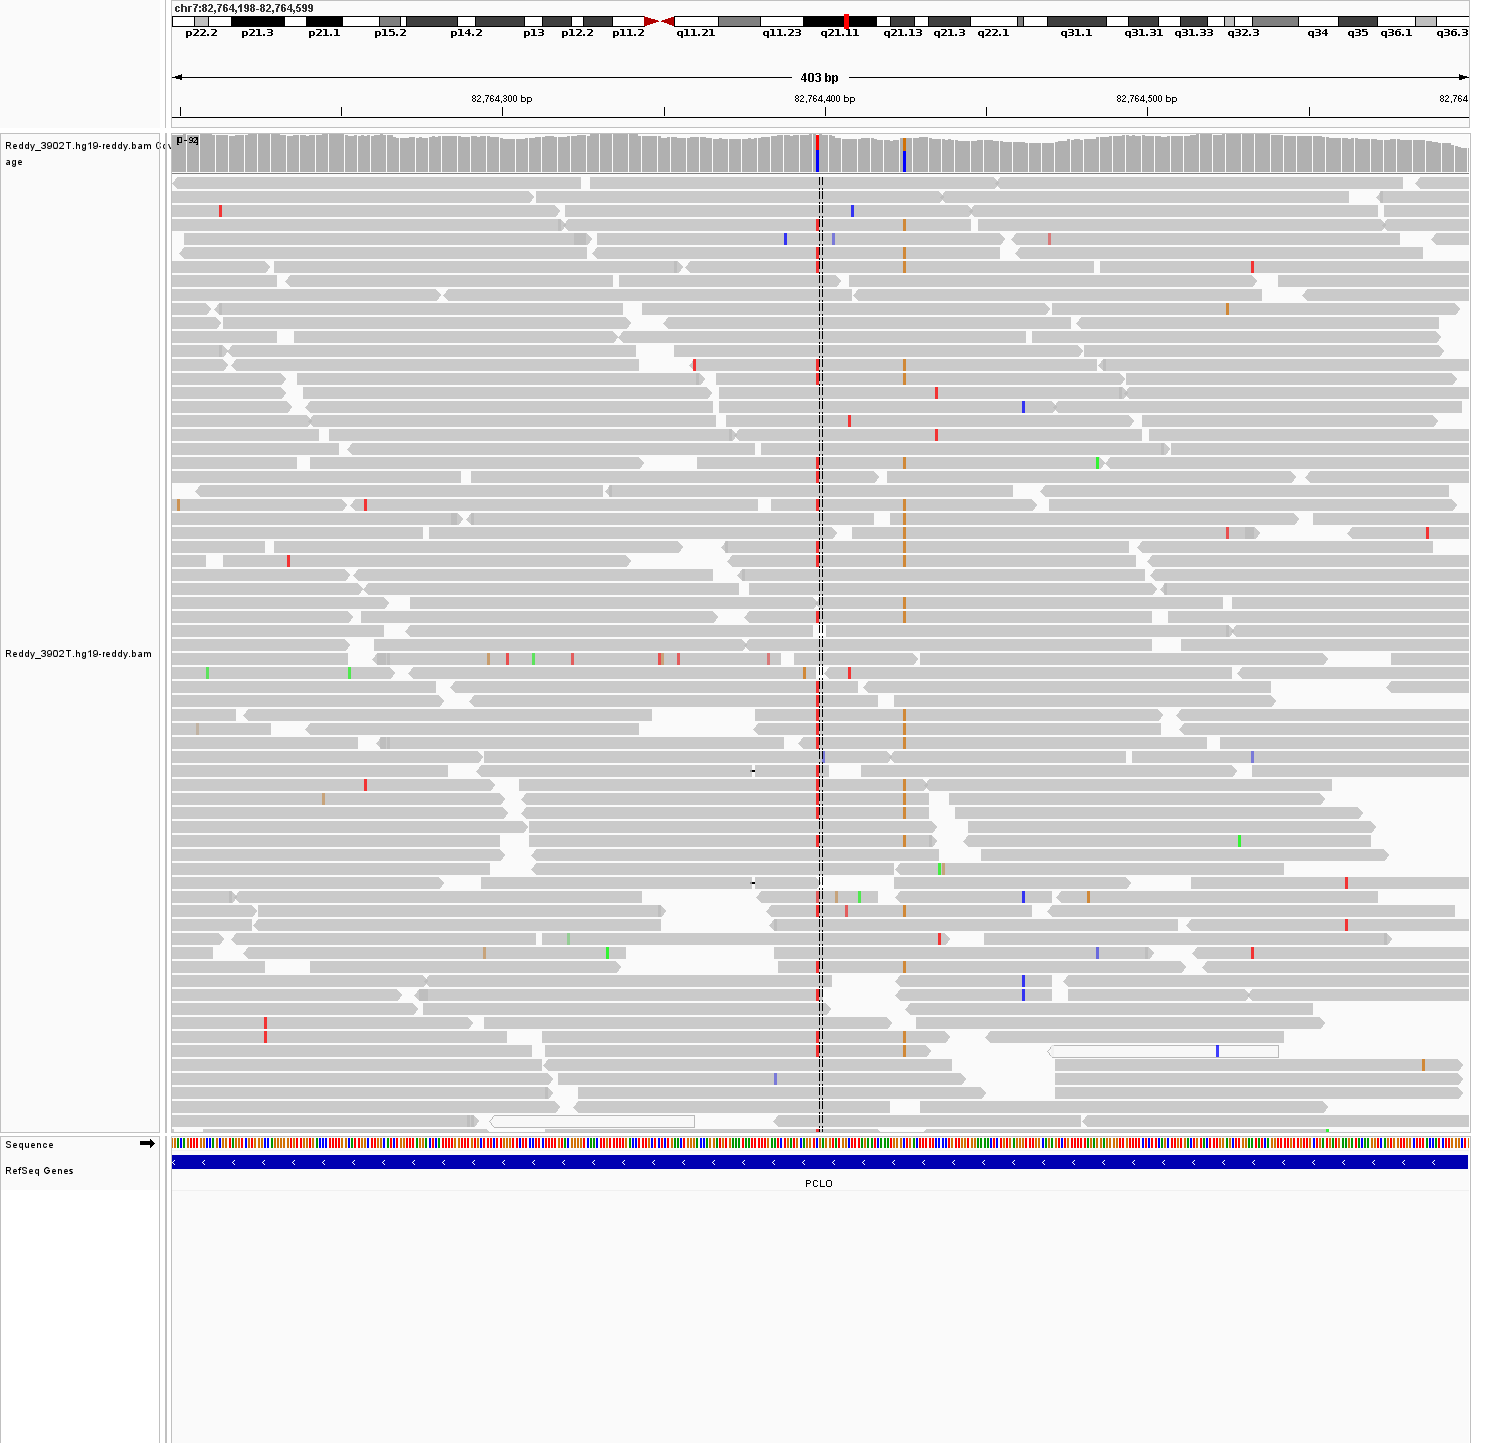 chr7:82,764,198-82,764,599
p22.2 p21.3 p21.1 p15.2 p14.2 p13 p12.2 p11.2 q11.21 q11.23 q21.11 q21.13 q21.3 q22.1 q31.1 q31.31 q31.33 q32.3 q34 q35 q36.1 q36.3
403 bp
82,764,300 bp 82,764,400 bp 82,764,500 bp 82,764
Reddy_3902T.hg19-reddy.bam Cov
age
[0-92]
Reddy_3902T.hg19-reddy.bam
Sequence
RefSeq Genes
PCLO